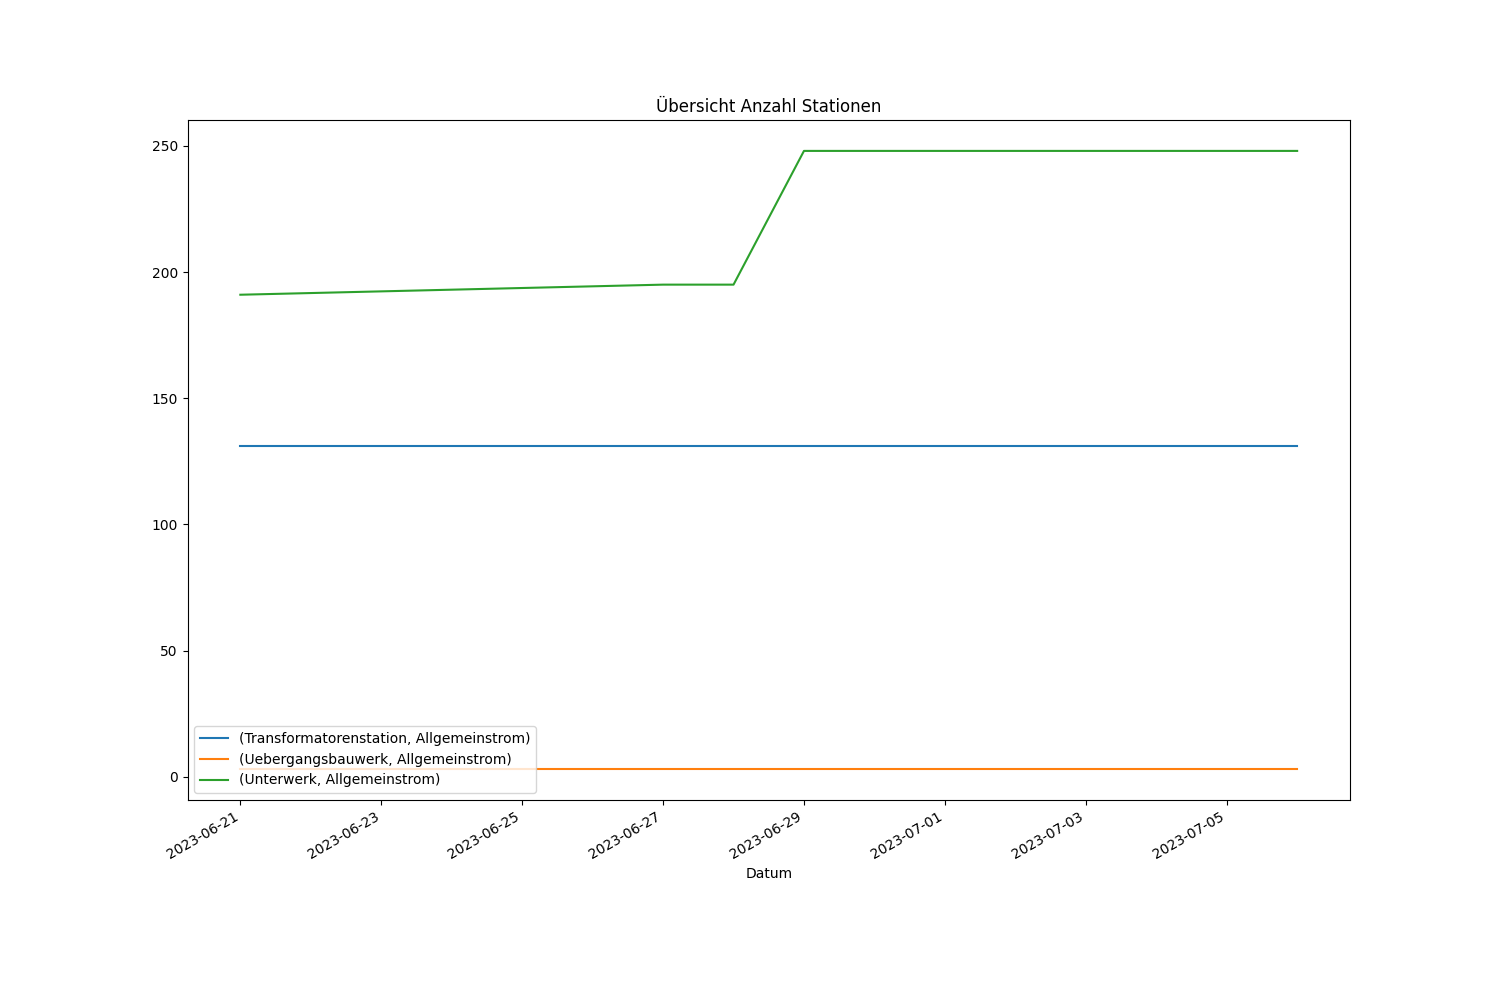 Übersicht Anzahl Stationen
250
200
150
100
50
0
(Transformatorenstation, Allgemeinstrom)
(Uebergangsbauwerk, Allgemeinstrom)
(Unterwerk, Allgemeinstrom)
2023-06-21
2023-06-23
2023-06-25
2023-06-27
2023-06-29
2023-07-01
2023-07-03
2023-07-05
Datum